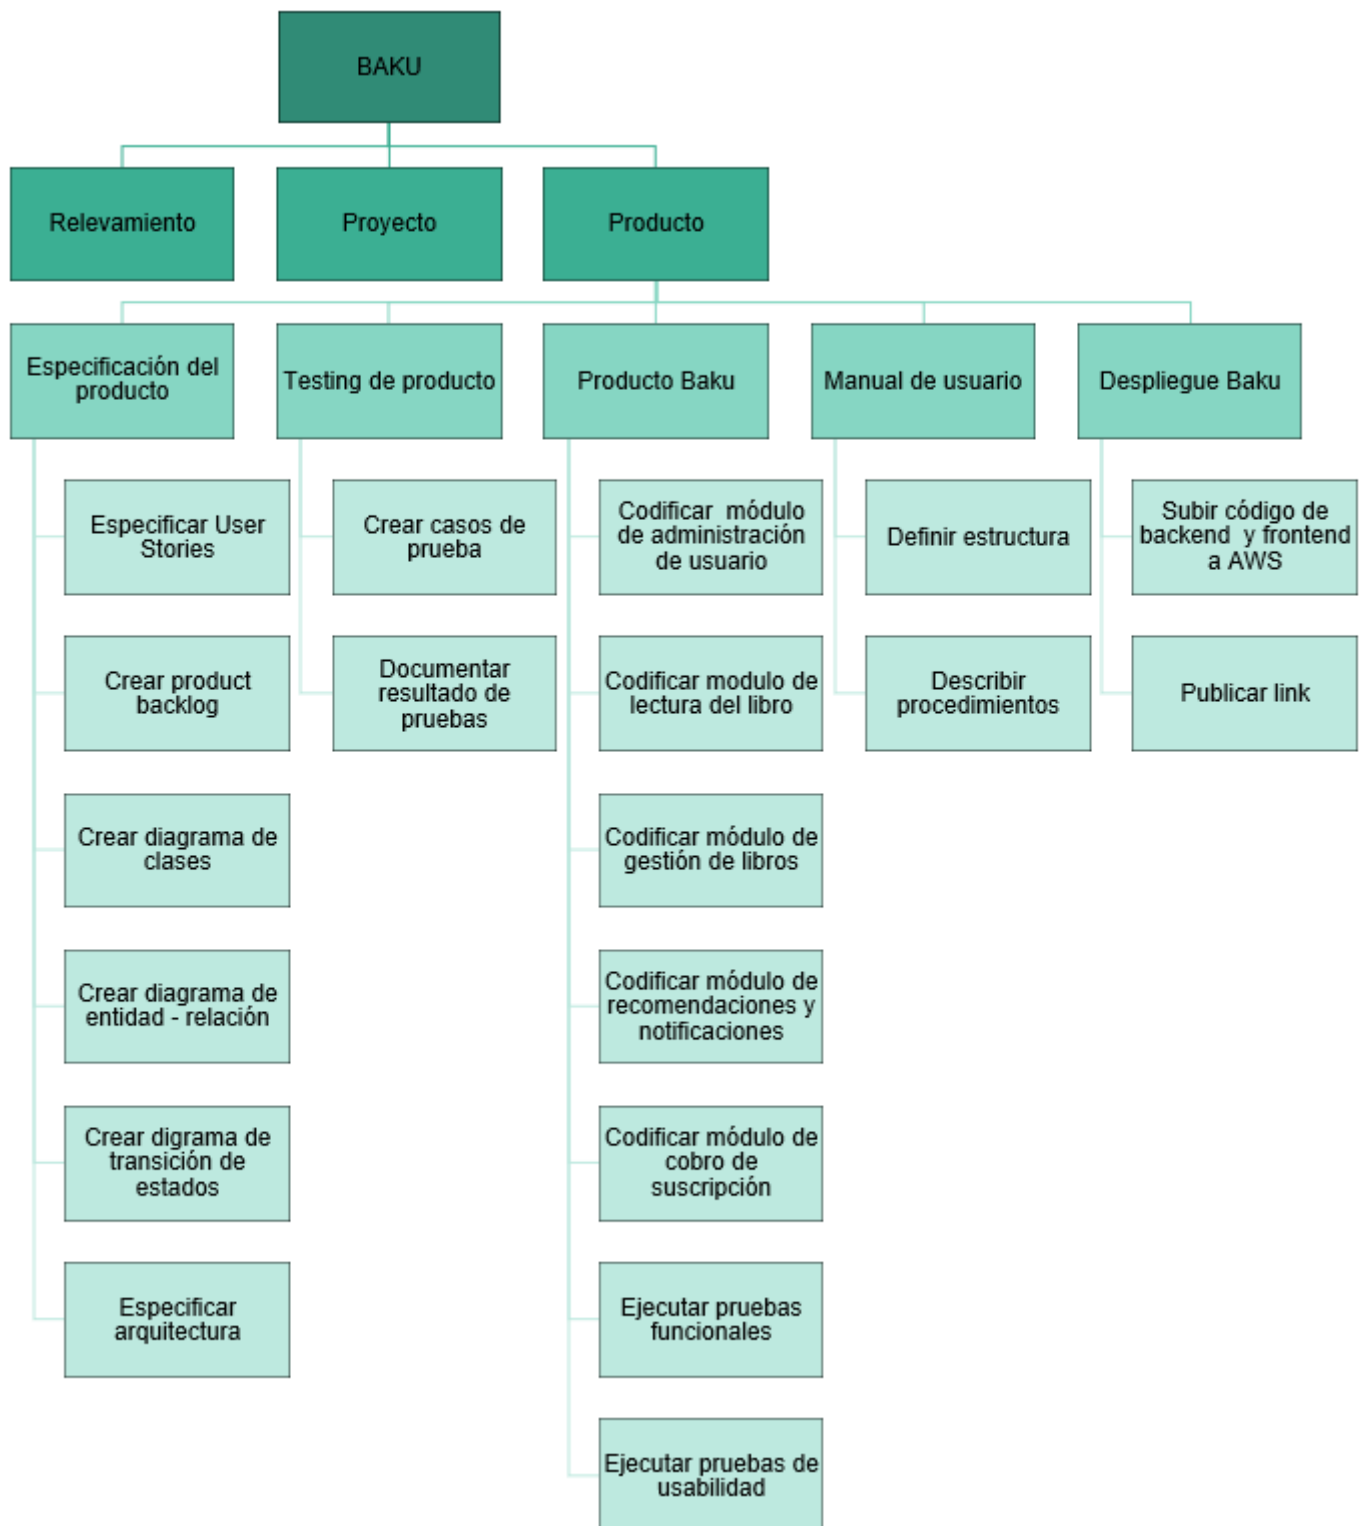 BAKU
Relevamiento
Proyecto
Producto
Especificación del
producto
Testing de producto
Producto Baku
Manual de usuario
Despliegue Baku
Especificar User
Stories
Crear casos de
prueba
Codificar módulo
de administración
de usuario
Definir estructura
Subir código de
backend y frontend
a AWS
Crear product
backlog
Documentar
resultado de
pruebas
Codificar modulo de
lectura del libro
Describir
procedimientos
Publicar link
Crear diagrama de
clases
Codificar módulo de
gestión de libros
Crear diagrama de
entidad - relación
Codificar módulo de
recomendaciones y
notificaciones
Crear digrama de
transición de
estados
Codificar módulo de
cobro de
suscripción
Especificar
arquitectura
Ejecutar pruebas
funcionales
Ejecutar pruebas de
usabilidad